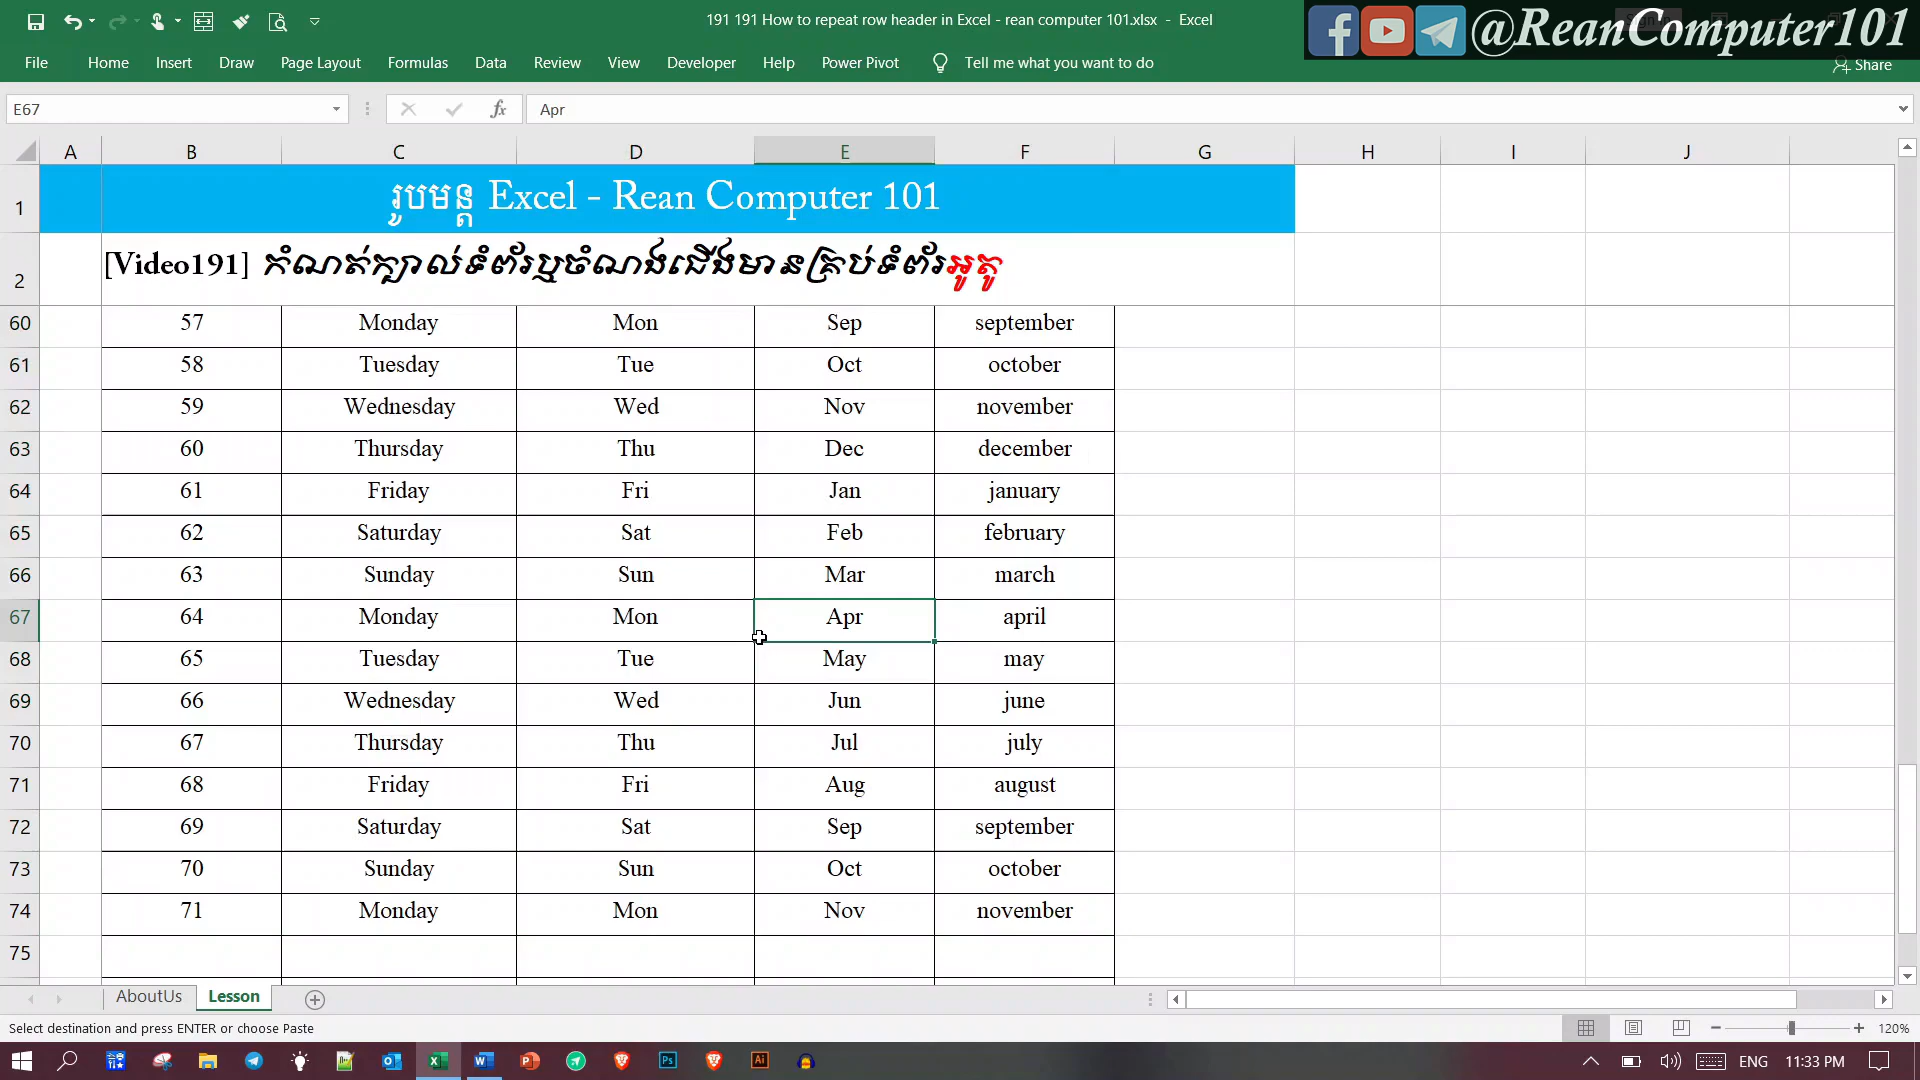 191 191 How to repeat row header in Excel - rean computer 101.xlsx - Excel
@ReanComputer101
File Home Insert Draw Page Layout Formulas Data Review View Developer Help Power Pivot Tell me what you want to do Share
E67 fx Apr
A B C D E F G H I J
1 រូបមន្ត Excel - Rean Computer 101
2 [Video191] កំណត់ក្បាល់ទំព័រឬចំណងជើងមានគ្រប់ទំព័រអូតូ
60 57 Monday Mon Sep september
61 58 Tuesday Tue Oct october
62 59 Wednesday Wed Nov november
63 60 Thursday Thu Dec december
64 61 Friday Fri Jan january
65 62 Saturday Sat Feb february
66 63 Sunday Sun Mar march
67 64 Monday Mon Apr april
68 65 Tuesday Tue May may
69 66 Wednesday Wed Jun june
70 67 Thursday Thu Jul july
71 68 Friday Fri Aug august
72 69 Saturday Sat Sep september
73 70 Sunday Sun Oct october
74 71 Monday Mon Nov november
75
AboutUs Lesson
Select destination and press ENTER or choose Paste 120%
ENG 11:33 PM